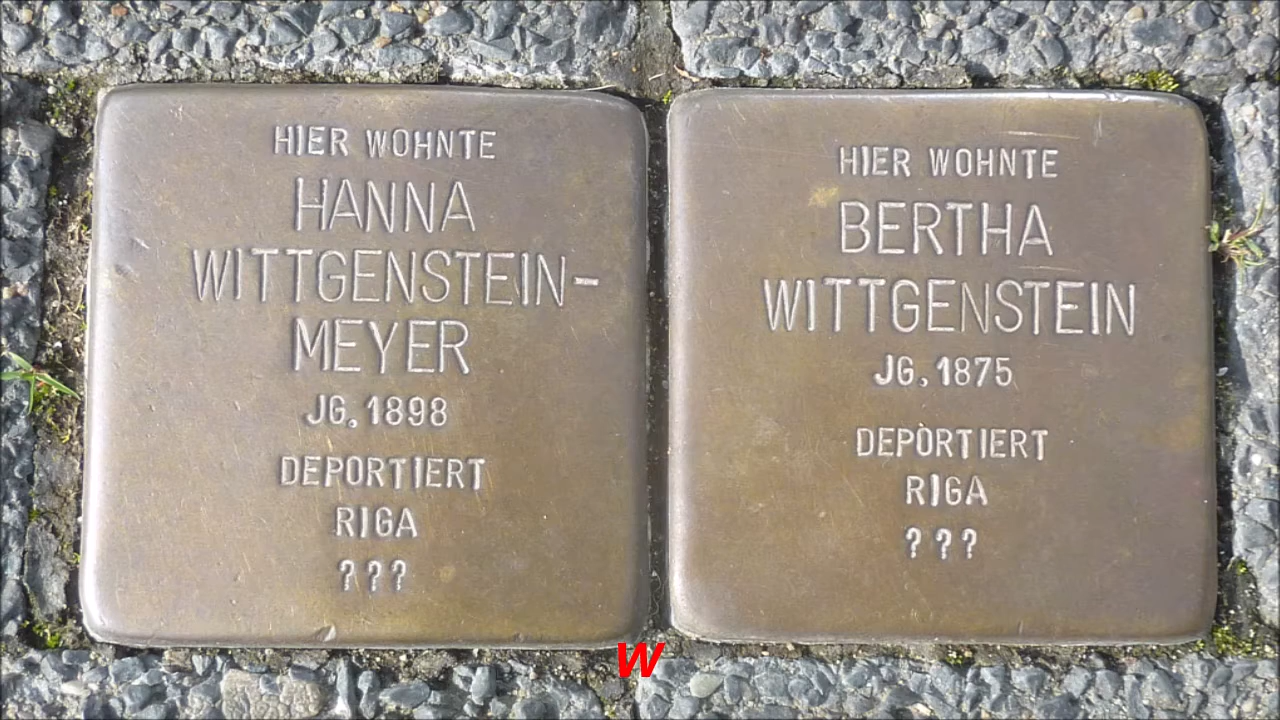 HIER WOHNTE
HANNA
WITTGENSTEIN-
MEYER
JG. 1898
DEPORTIERT
RIGA
???
HIER WOHNTE
BERTHA
WITTGENSTEIN
JG. 1875
DEPORTIERT
RIGA
???
W